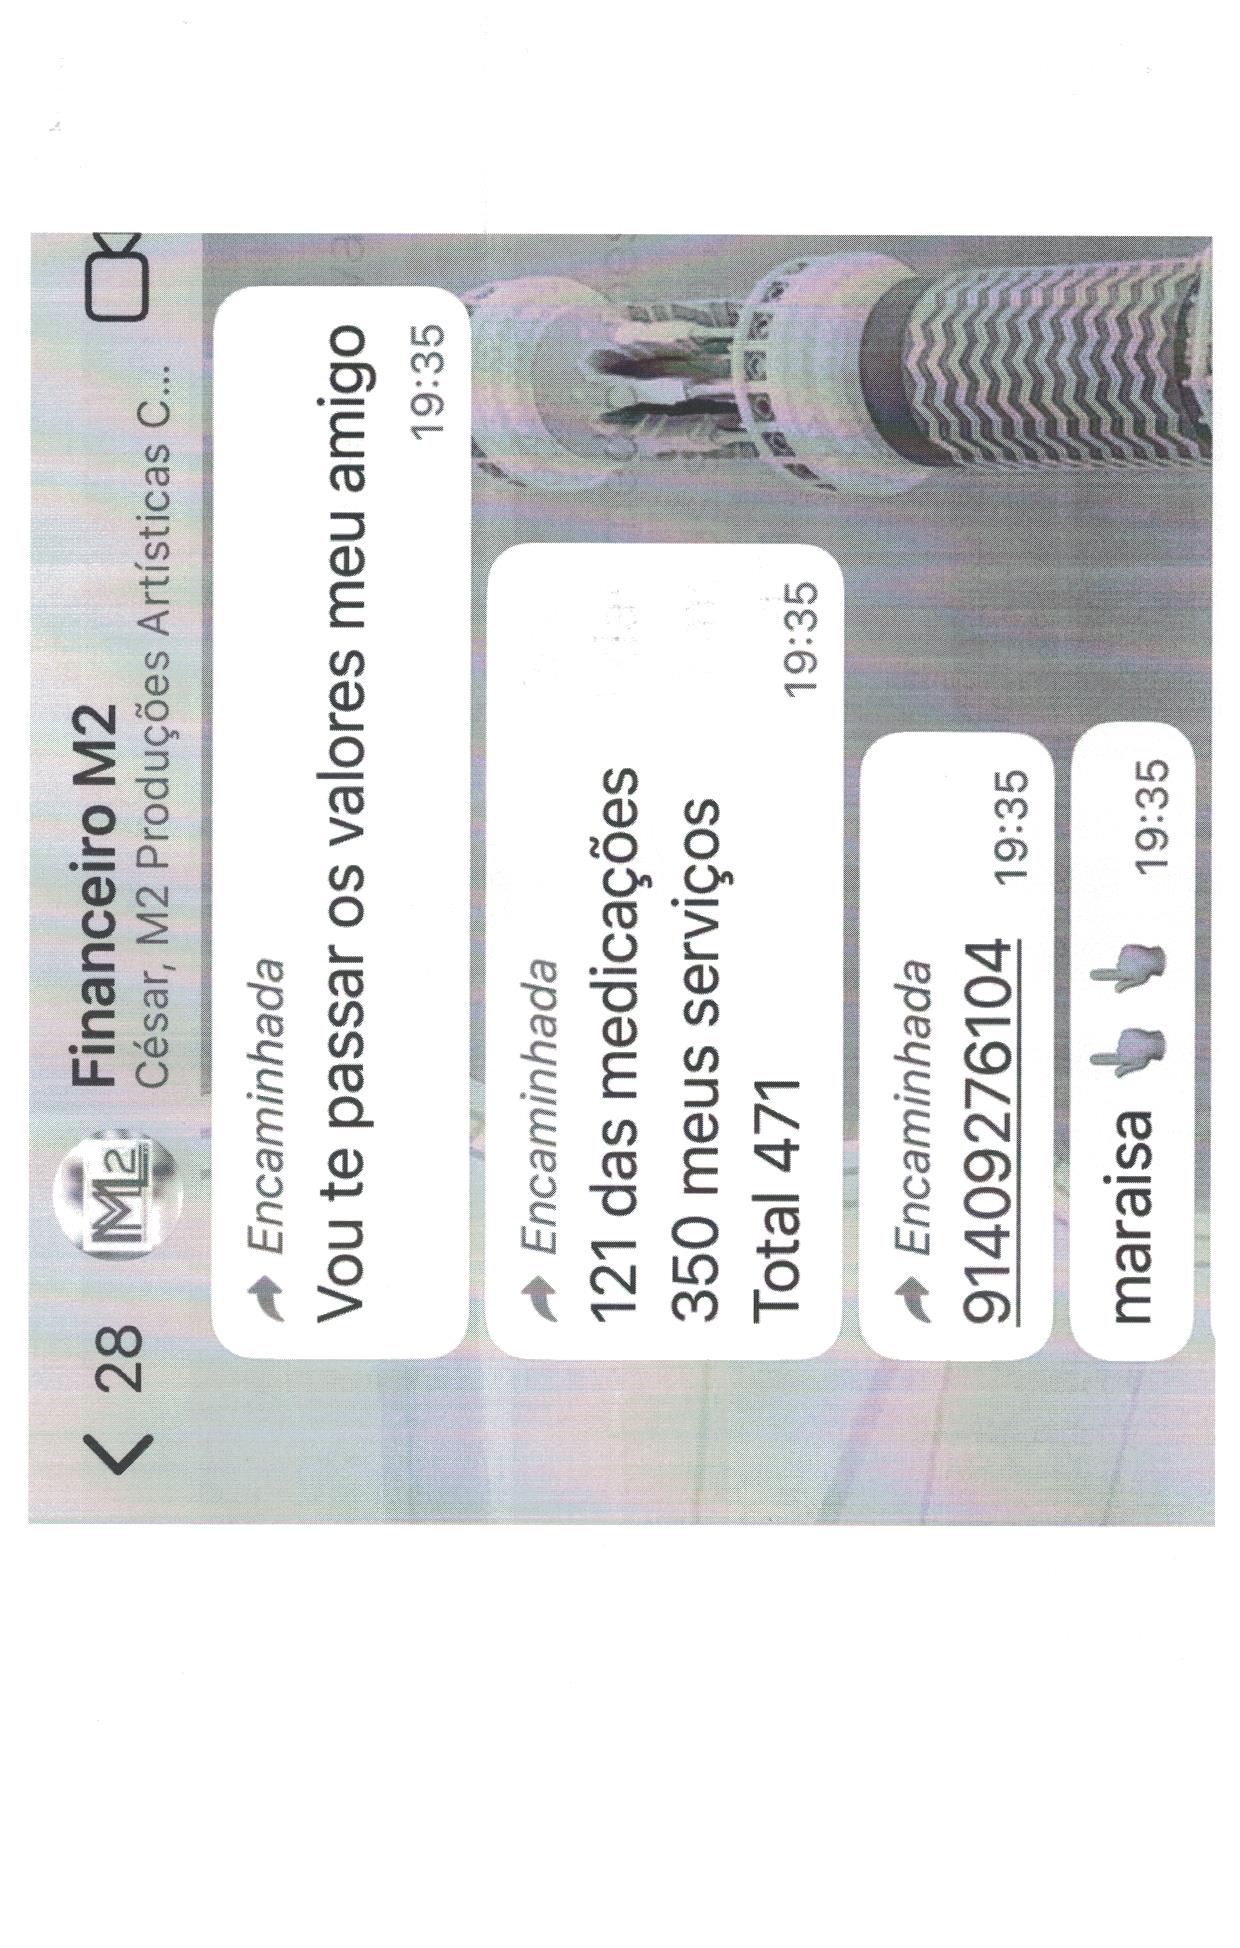 28
M2
Financeiro M2
César, M2 Produções Artísticas C...
Encaminhada
Vou te passar os valores meu amigo
19:35
Encaminhada
121 das medicações
350 meus serviços
Total 471
19:35
Encaminhada
91409276104
19:35
maraisa 👆 👆 19:35